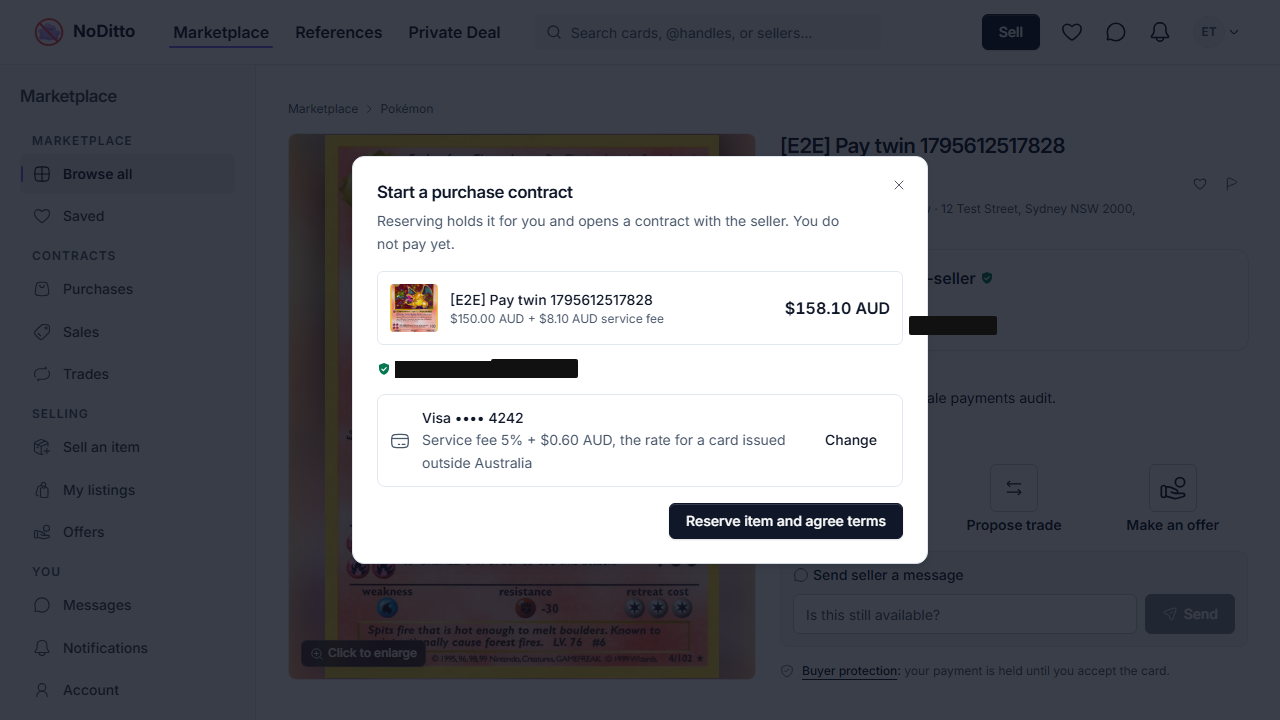 NoDitto
Marketplace
References
Private Deal
Search cards, @handles, or sellers...
Sell
ET
Marketplace
MARKETPLACE
Browse all
Saved
CONTRACTS
Purchases
Sales
Trades
SELLING
Sell an item
My listings
Offers
YOU
Messages
Notifications
Account
Marketplace
Pokémon
[E2E] Pay twin 1795612517828
· 12 Test Street, Sydney NSW 2000,
-seller
payments audit.
Start a purchase contract
Reserving holds it for you and opens a contract with the seller. You do
not pay yet.
[E2E] Pay twin 1795612517828
$150.00 AUD + $8.10 AUD service fee
$158.10 AUD
Visa •••• 4242
Service fee 5% + $0.60 AUD, the rate for a card issued
outside Australia
Change
Reserve item and agree terms
Propose trade
Make an offer
Send seller a message
Is this still available?
Send
Buyer protection: your payment is held until you accept the card.
weakness
resistance
retreat cost
-30
Spits fire that is hot enough to melt boulders. Known to
cause forest fires. LV. 76 #6
4/102
Click to enlarge